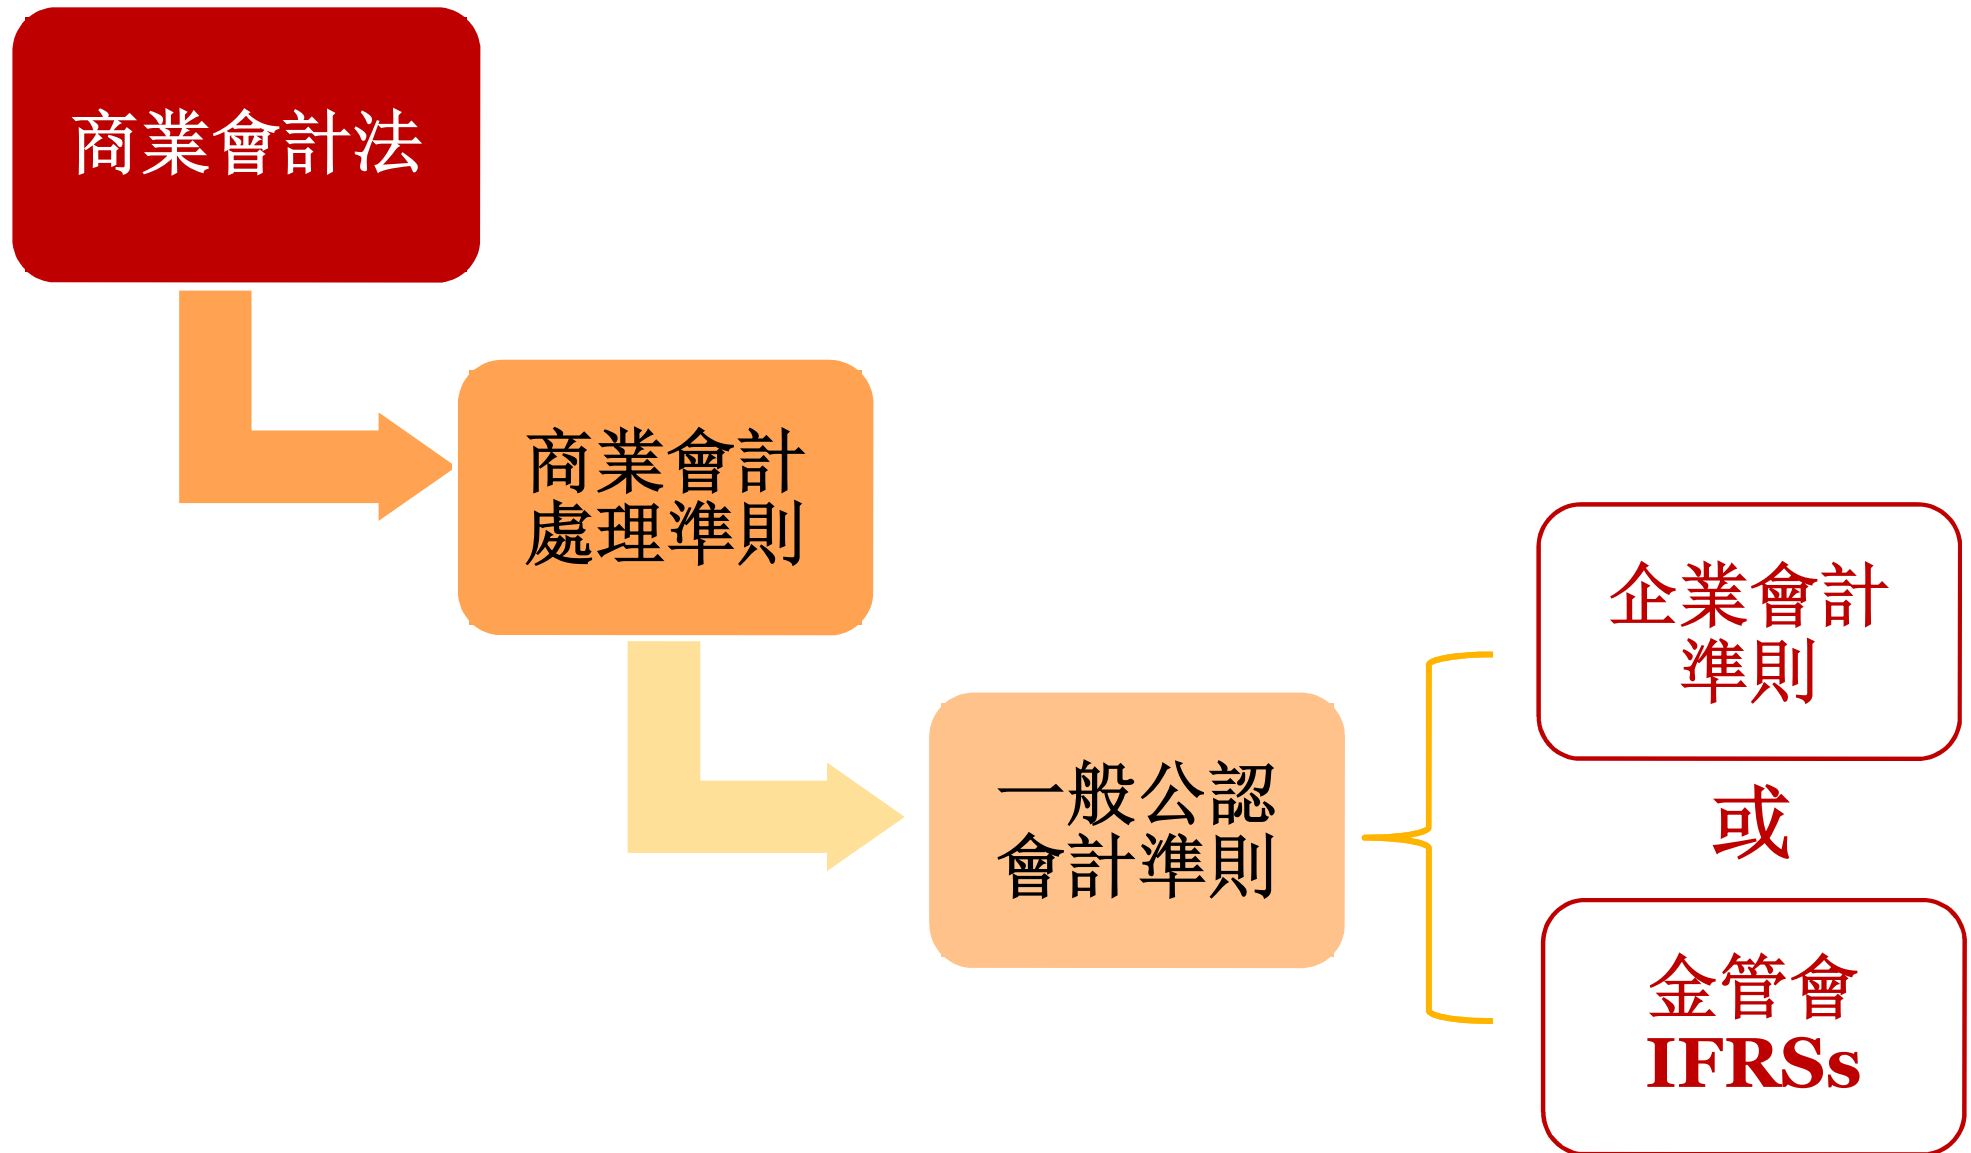 商業會計法
商業會計
處理準則
一般公認
會計準則
企業會計
準則
或
金管會
IFRSs